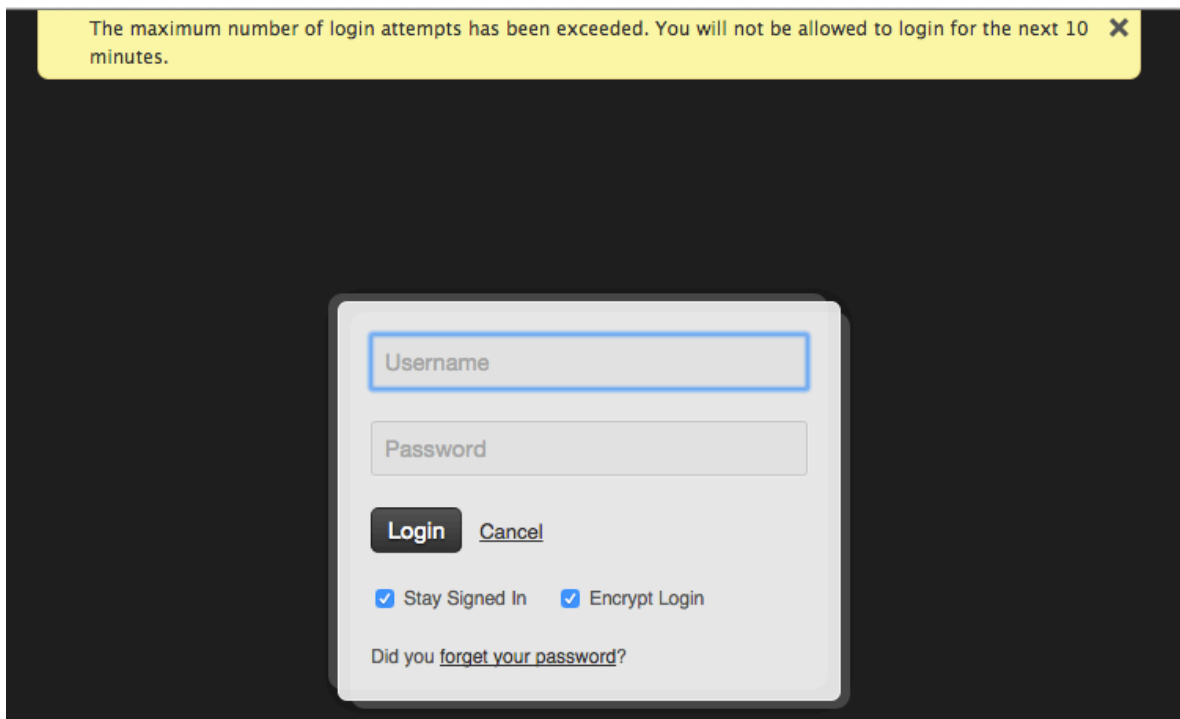 The maximum number of login attempts has been exceeded. You will not be allowed to login for the next 10
minutes.
Username
Password
Login Cancel
Stay Signed In Encrypt Login
Did you forget your password?